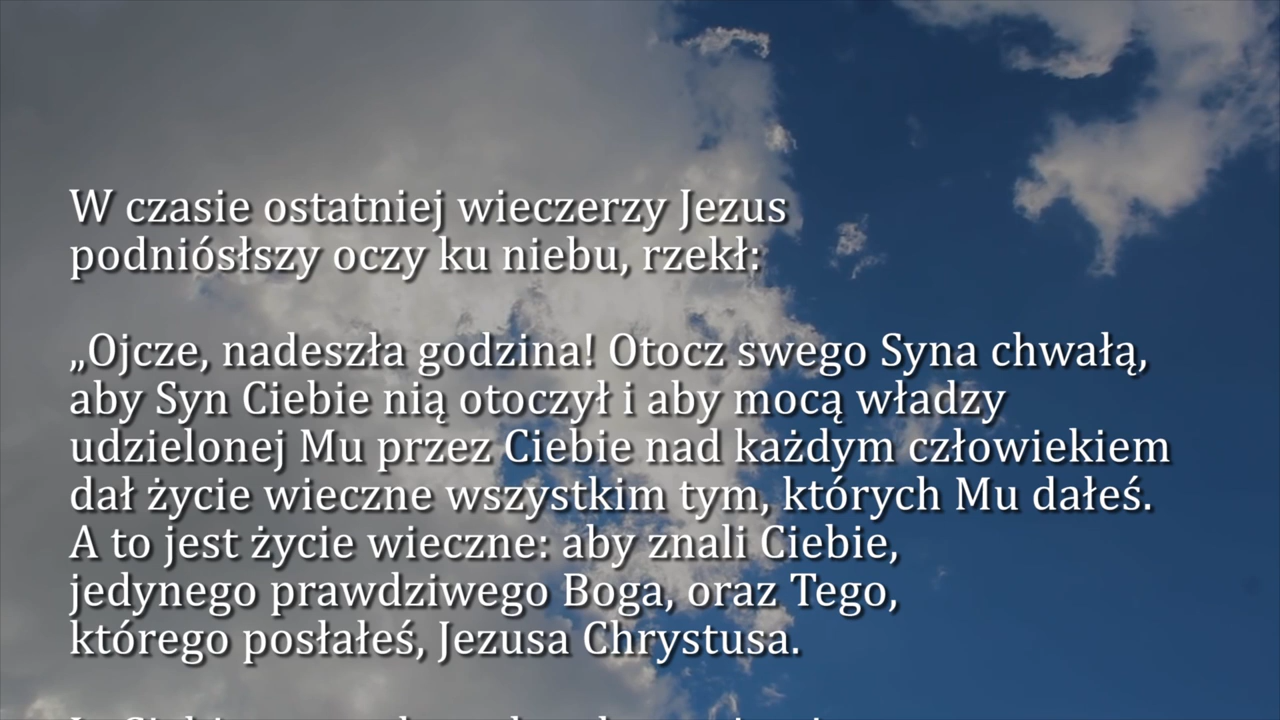 W czasie ostatniej wieczerzy Jezus
podniósłszy oczy ku niebu, rzekł:
„Ojcze, nadeszła godzina! Otocz swego Syna chwałą,
aby Syn Ciebie nią otoczył i aby mocą władzy
udzielonej Mu przez Ciebie nad każdym człowiekiem
dał życie wieczne wszystkim tym, których Mu dałeś.
A to jest życie wieczne: aby znali Ciebie,
jedynego prawdziwego Boga, oraz Tego,
którego posłałeś, Jezusa Chrystusa.